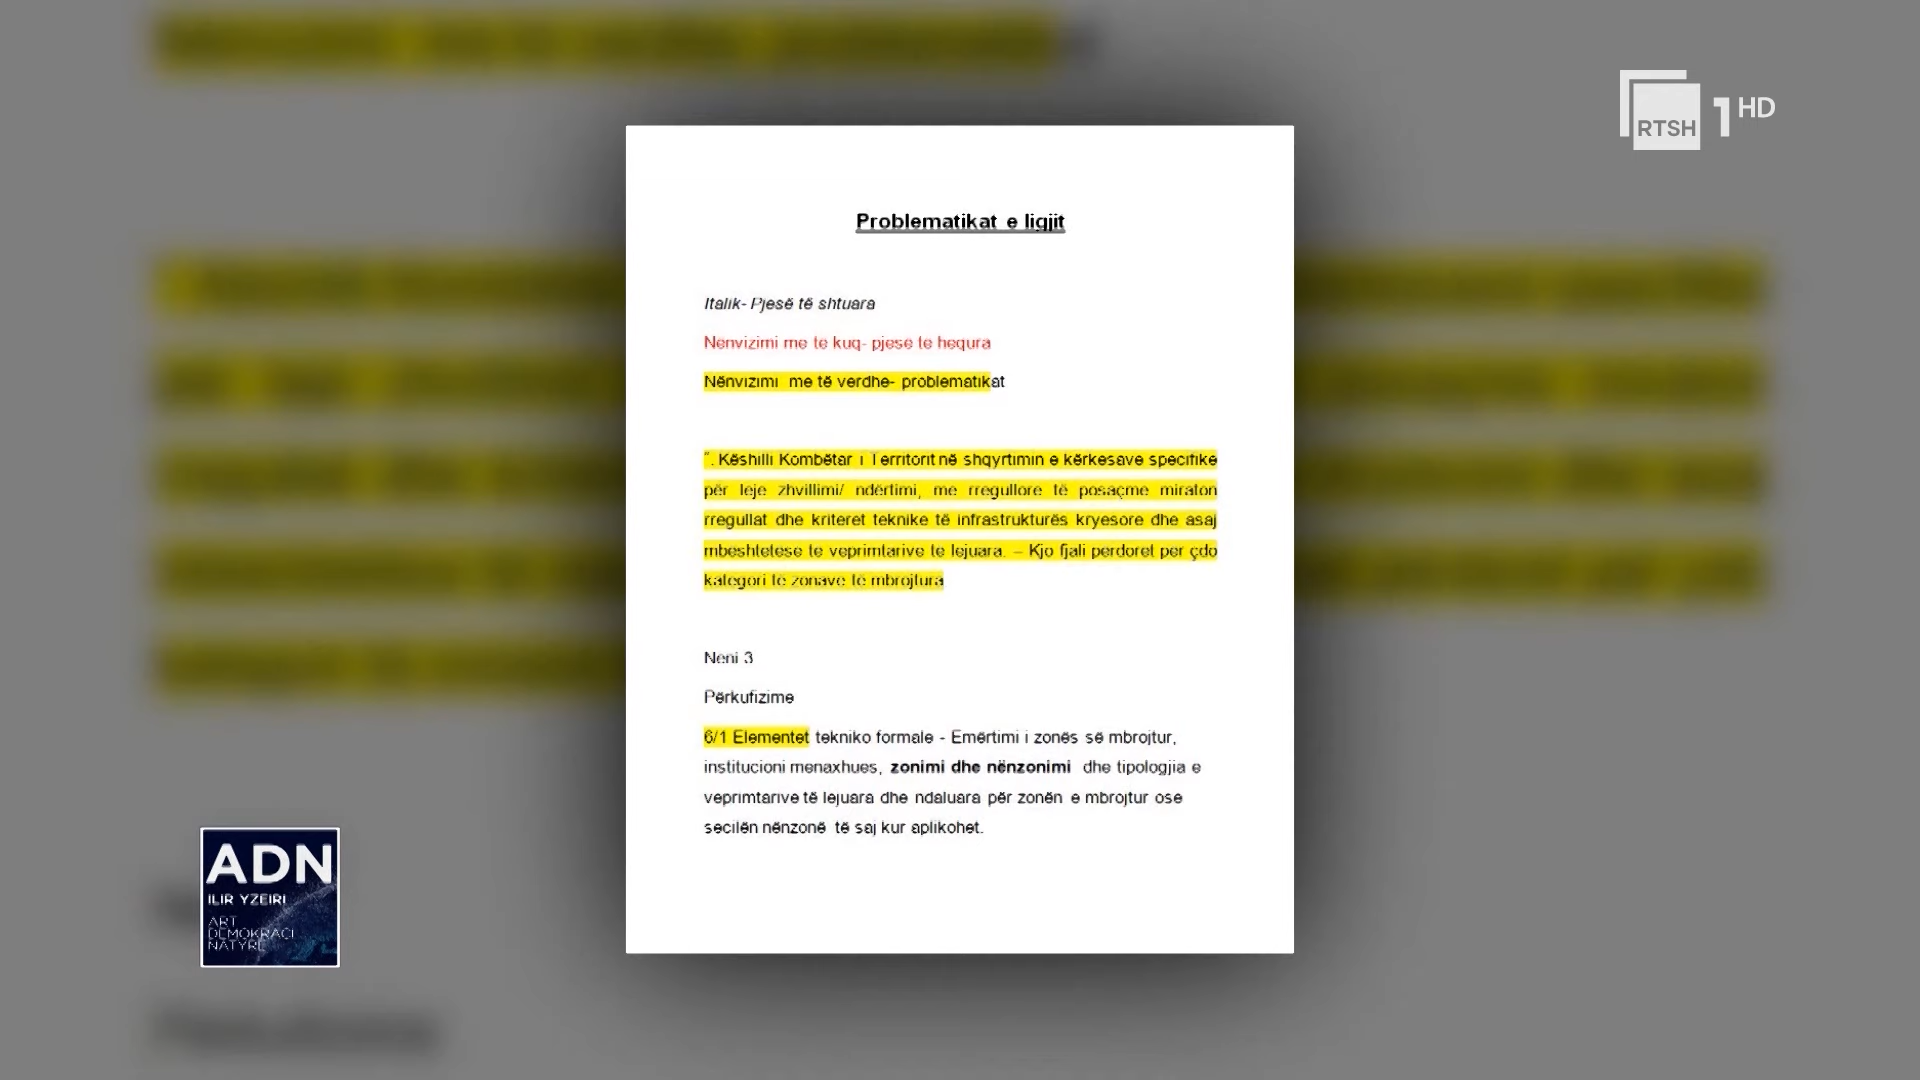 RTSH 1 HD
Problematikat e ligjit
Italik- Pjesë të shtuara
Nënvizimi me të kuq- pjesë të hequra
Nënvizimi me të verdhe- problematikat
“. Këshilli Kombëtar i Territorit në shqyrtimin e kërkesave specifike
për leje zhvillimi/ ndërtimi, me rregullore të posaçme miraton
rregullat dhe kriteret teknike të infrastrukturës kryesore dhe asaj
mbeshtetese te veprimtarive te lejuara. – Kjo fjali perdoret per çdo
kategori te zonave te mbrojtura
Neni 3
Përkufizime
6/1 Elementet tekniko formale - Emërtimi i zonës së mbrojtur,
institucioni menaxhues, zonimi dhe nënzonimi dhe tipologjia e
veprimtarive të lejuara dhe ndaluara për zonën e mbrojtur ose
secilën nënzonë të saj kur aplikohet.
ADN
ILIR YZEIRI
ART
DEMOKRACI
NATYRË